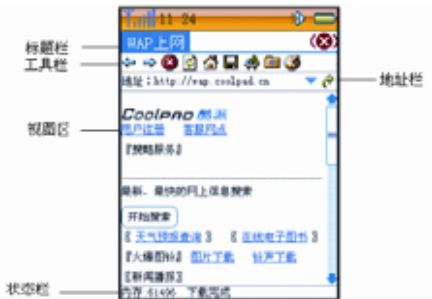 11 24
标题栏
WAP上网
工具栏
地址:http://wap.coolpad.cn
地址栏
Coolpad 酷派
视图区
用户注册 客服网点
『搜酷服务』
最新、最快的网上信息搜索
开始搜索
〖天气预报查询〗 〖在线电子图书〗
『火爆图铃』 图片下载 铃声下载
〖新闻播报〗
状态栏
内存 61496 下载完成